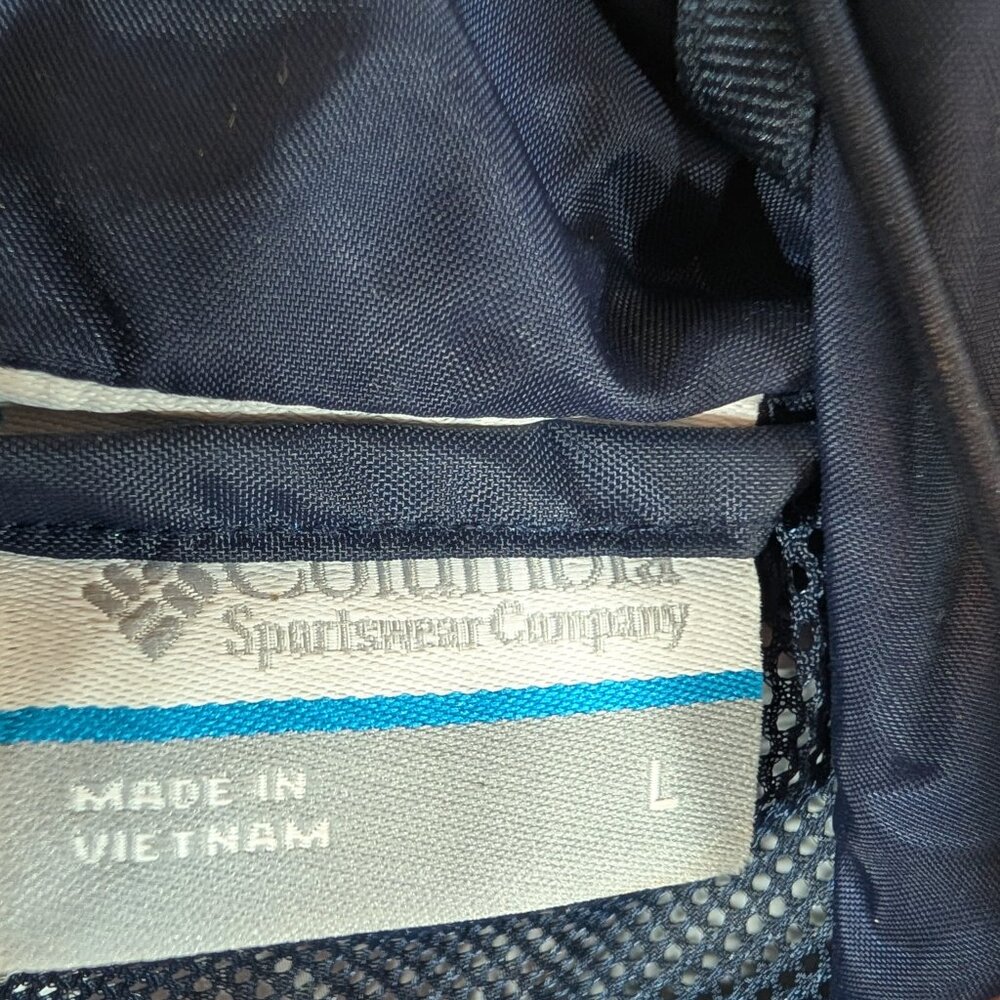 Columbia
Sportswear Company
MADE IN
VIETNAM
L